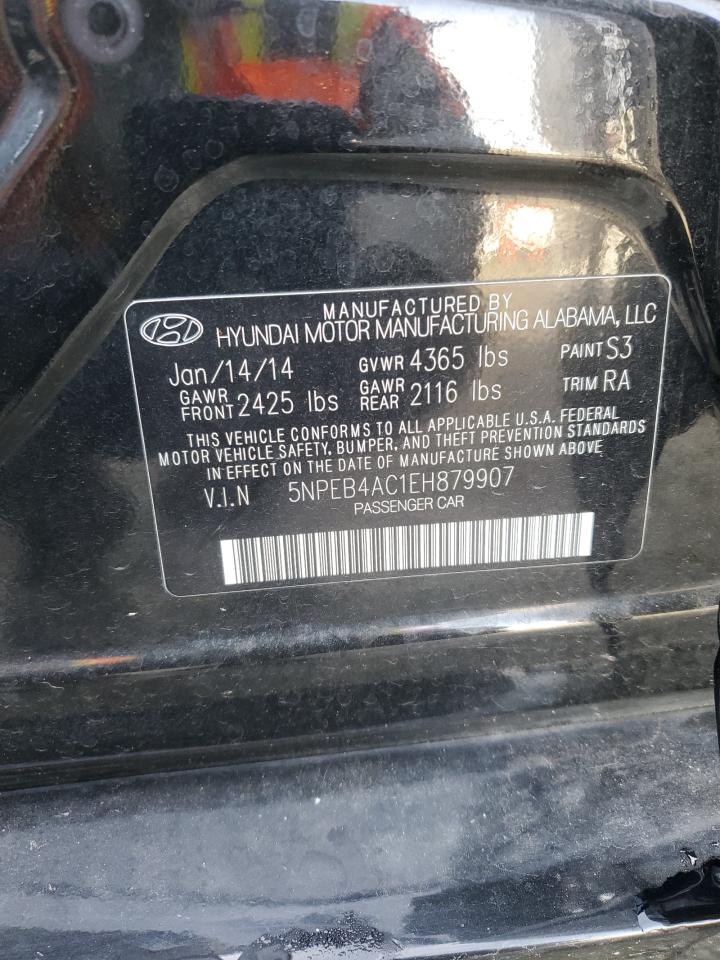 MANUFACTURED BY
HYUNDAI MOTOR MANUFACTURING ALABAMA, LLC
Jan/14/14 GVWR 4365 lbs PAINT S3
GAWR FRONT 2425 lbs GAWR REAR 2116 lbs TRIM RA
THIS VEHICLE CONFORMS TO ALL APPLICABLE U.S.A. FEDERAL
MOTOR VEHICLE SAFETY, BUMPER, AND THEFT PREVENTION STANDARDS
IN EFFECT ON THE DATE OF MANUFACTURE SHOWN ABOVE
V.I.N 5NPEB4AC1EH879907
PASSENGER CAR